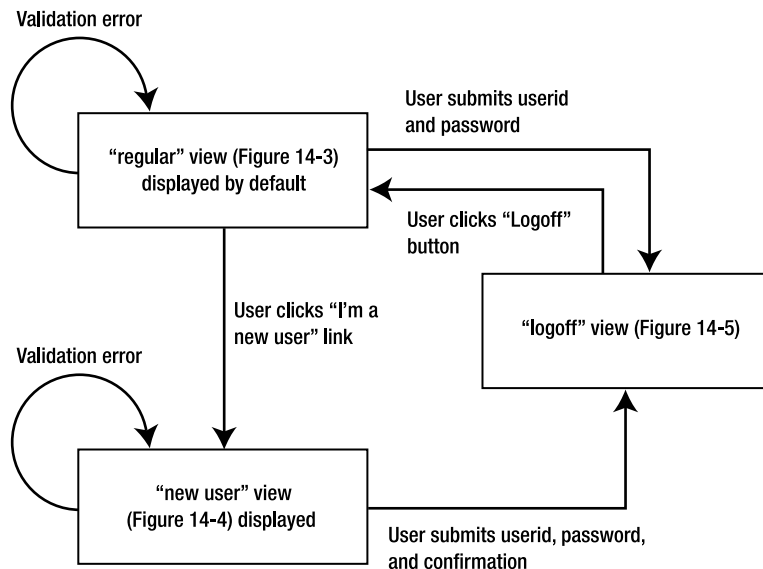 Validation error
User submits userid
and password
“regular” view (Figure 14-3)
displayed by default
User clicks “Logoff”
button
User clicks “I’m a
new user” link
“logoff” view (Figure 14-5)
Validation error
“new user” view
(Figure 14-4) displayed
User submits userid, password,
and confirmation